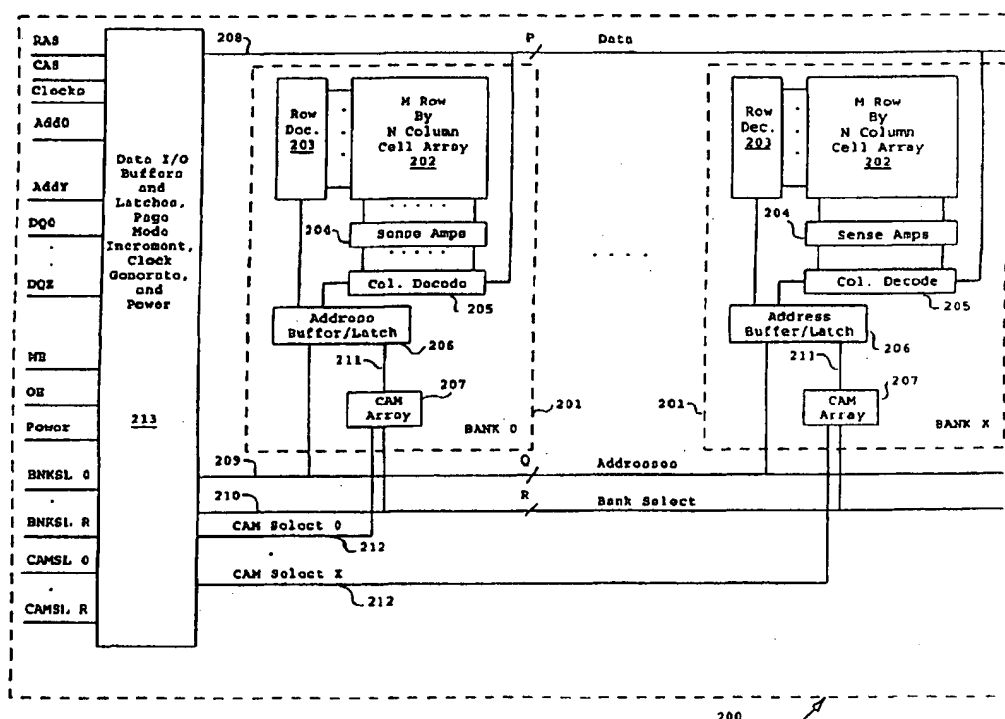 RAS
CAS
Clocks
Add0
AddY
DQ0
DQZ
WE
OE
Power
BNKSL 0
BNKSL R
CAMSL 0
CAMSL R
Data I/O
Buffers
and
Latches,
Page
Mode
Increment,
Clock
Generate,
and
Power
213
208
P
Data
Row
Dec.
203
M Row
By
N Column
Cell Array
202
204
Sense Amps
Col. Decode
205
Address
Buffer/Latch
206
211
207
CAM
Array
201
BANK 0
Row
Dec.
203
M Row
By
N Column
Cell Array
202
204
Sense Amps
Col. Decode
205
Address
Buffer/Latch
206
211
207
CAM
Array
201
BANK X
209
Q
Addresses
210
R
Bank Select
CAM Select 0
212
CAM Select X
212
200